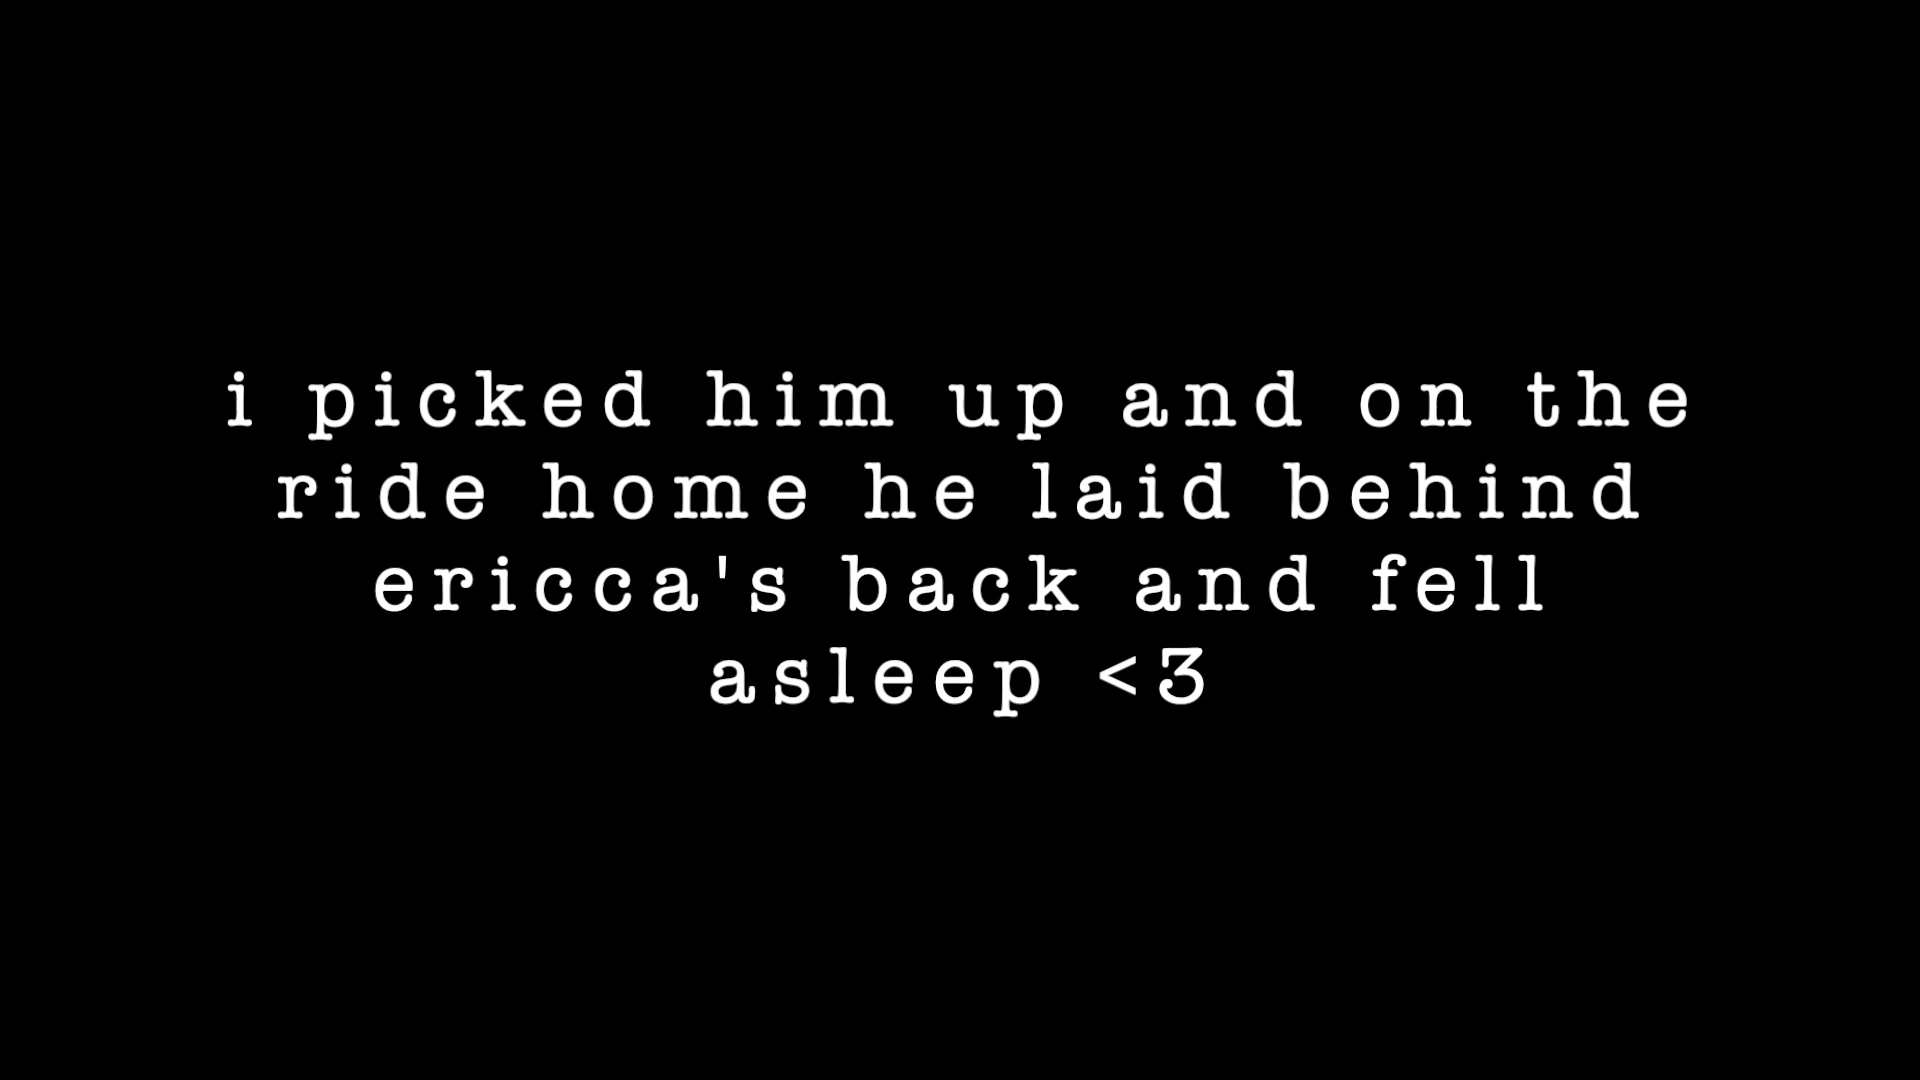 i picked him up and on the
ride home he laid behind
ericca's back and fell
asleep <3